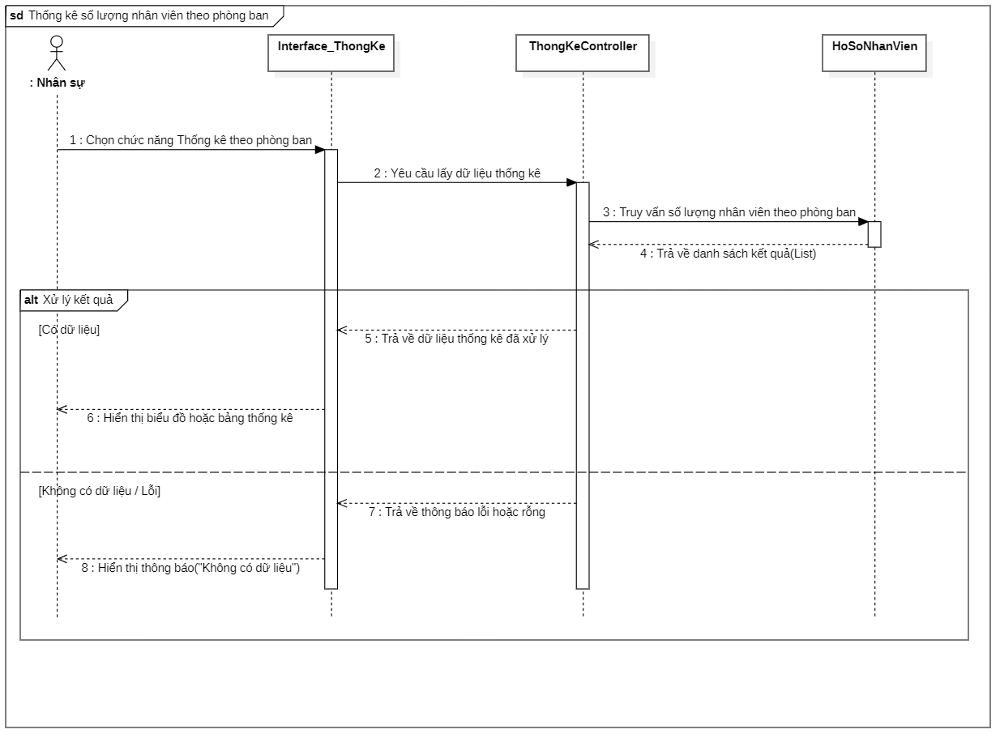 sd Thống kê số lượng nhân viên theo phòng ban
Interface_ThongKe
ThongKeController
HoSoNhanVien
: Nhân sự
1 : Chọn chức năng Thống kê theo phòng ban
2 : Yêu cầu lấy dữ liệu thống kê
3 : Truy vấn số lượng nhân viên theo phòng ban
4 : Trả về danh sách kết quả(List)
alt Xử lý kết quả
[Có dữ liệu]
5 : Trả về dữ liệu thống kê đã xử lý
6 : Hiển thị biểu đồ hoặc bảng thống kê
[Không có dữ liệu / Lỗi]
7 : Trả về thông báo lỗi hoặc rỗng
8 : Hiển thị thông báo("Không có dữ liệu")